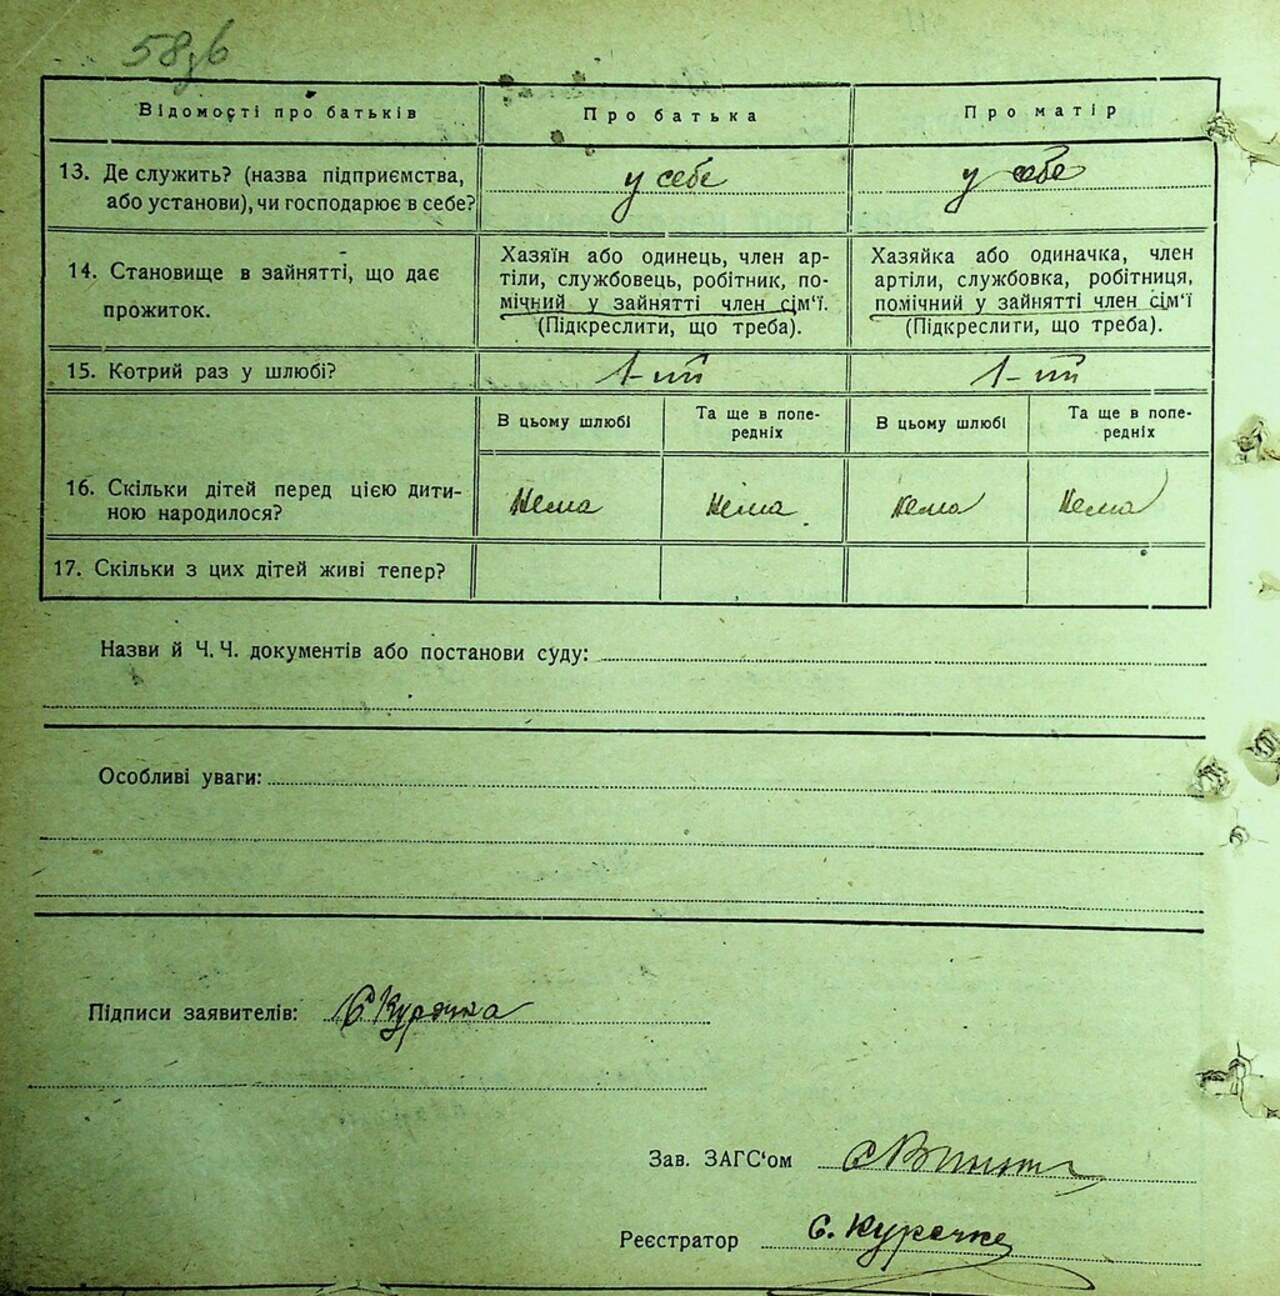 58зв
Відомості про батьків
Про батька
Про матір
13. Де служить? (назва підприємства,
або установи), чи господарює в себе?
у себе
у себе
14. Становище в зайнятті, що дає
прожиток.
Хазяїн або одинець, член ар-
тіли, службовець, робітник, по-
мічний у зайнятті член сім‘ї.
(Підкреслити, що треба).
Хазяйка або одиначка, член
артіли, службовка, робітниця,
помічний у зайнятті член сім‘ї
(Підкреслити, що треба).
15. Котрий раз у шлюбі?
1-ий
1-ий
В цьому шлюбі
Та ще в попе-
редніх
В цьому шлюбі
Та ще в попе-
редніх
16. Скільки дітей перед цією дити-
ною народилося?
Нема
Нема
Нема
Нема
17. Скільки з цих дітей живі тепер?
Назви й Ч. Ч. документів або постанови суду:
Особливі уваги:
Підписи заявителів:
Зав. ЗАГС‘ом
Реєстратор